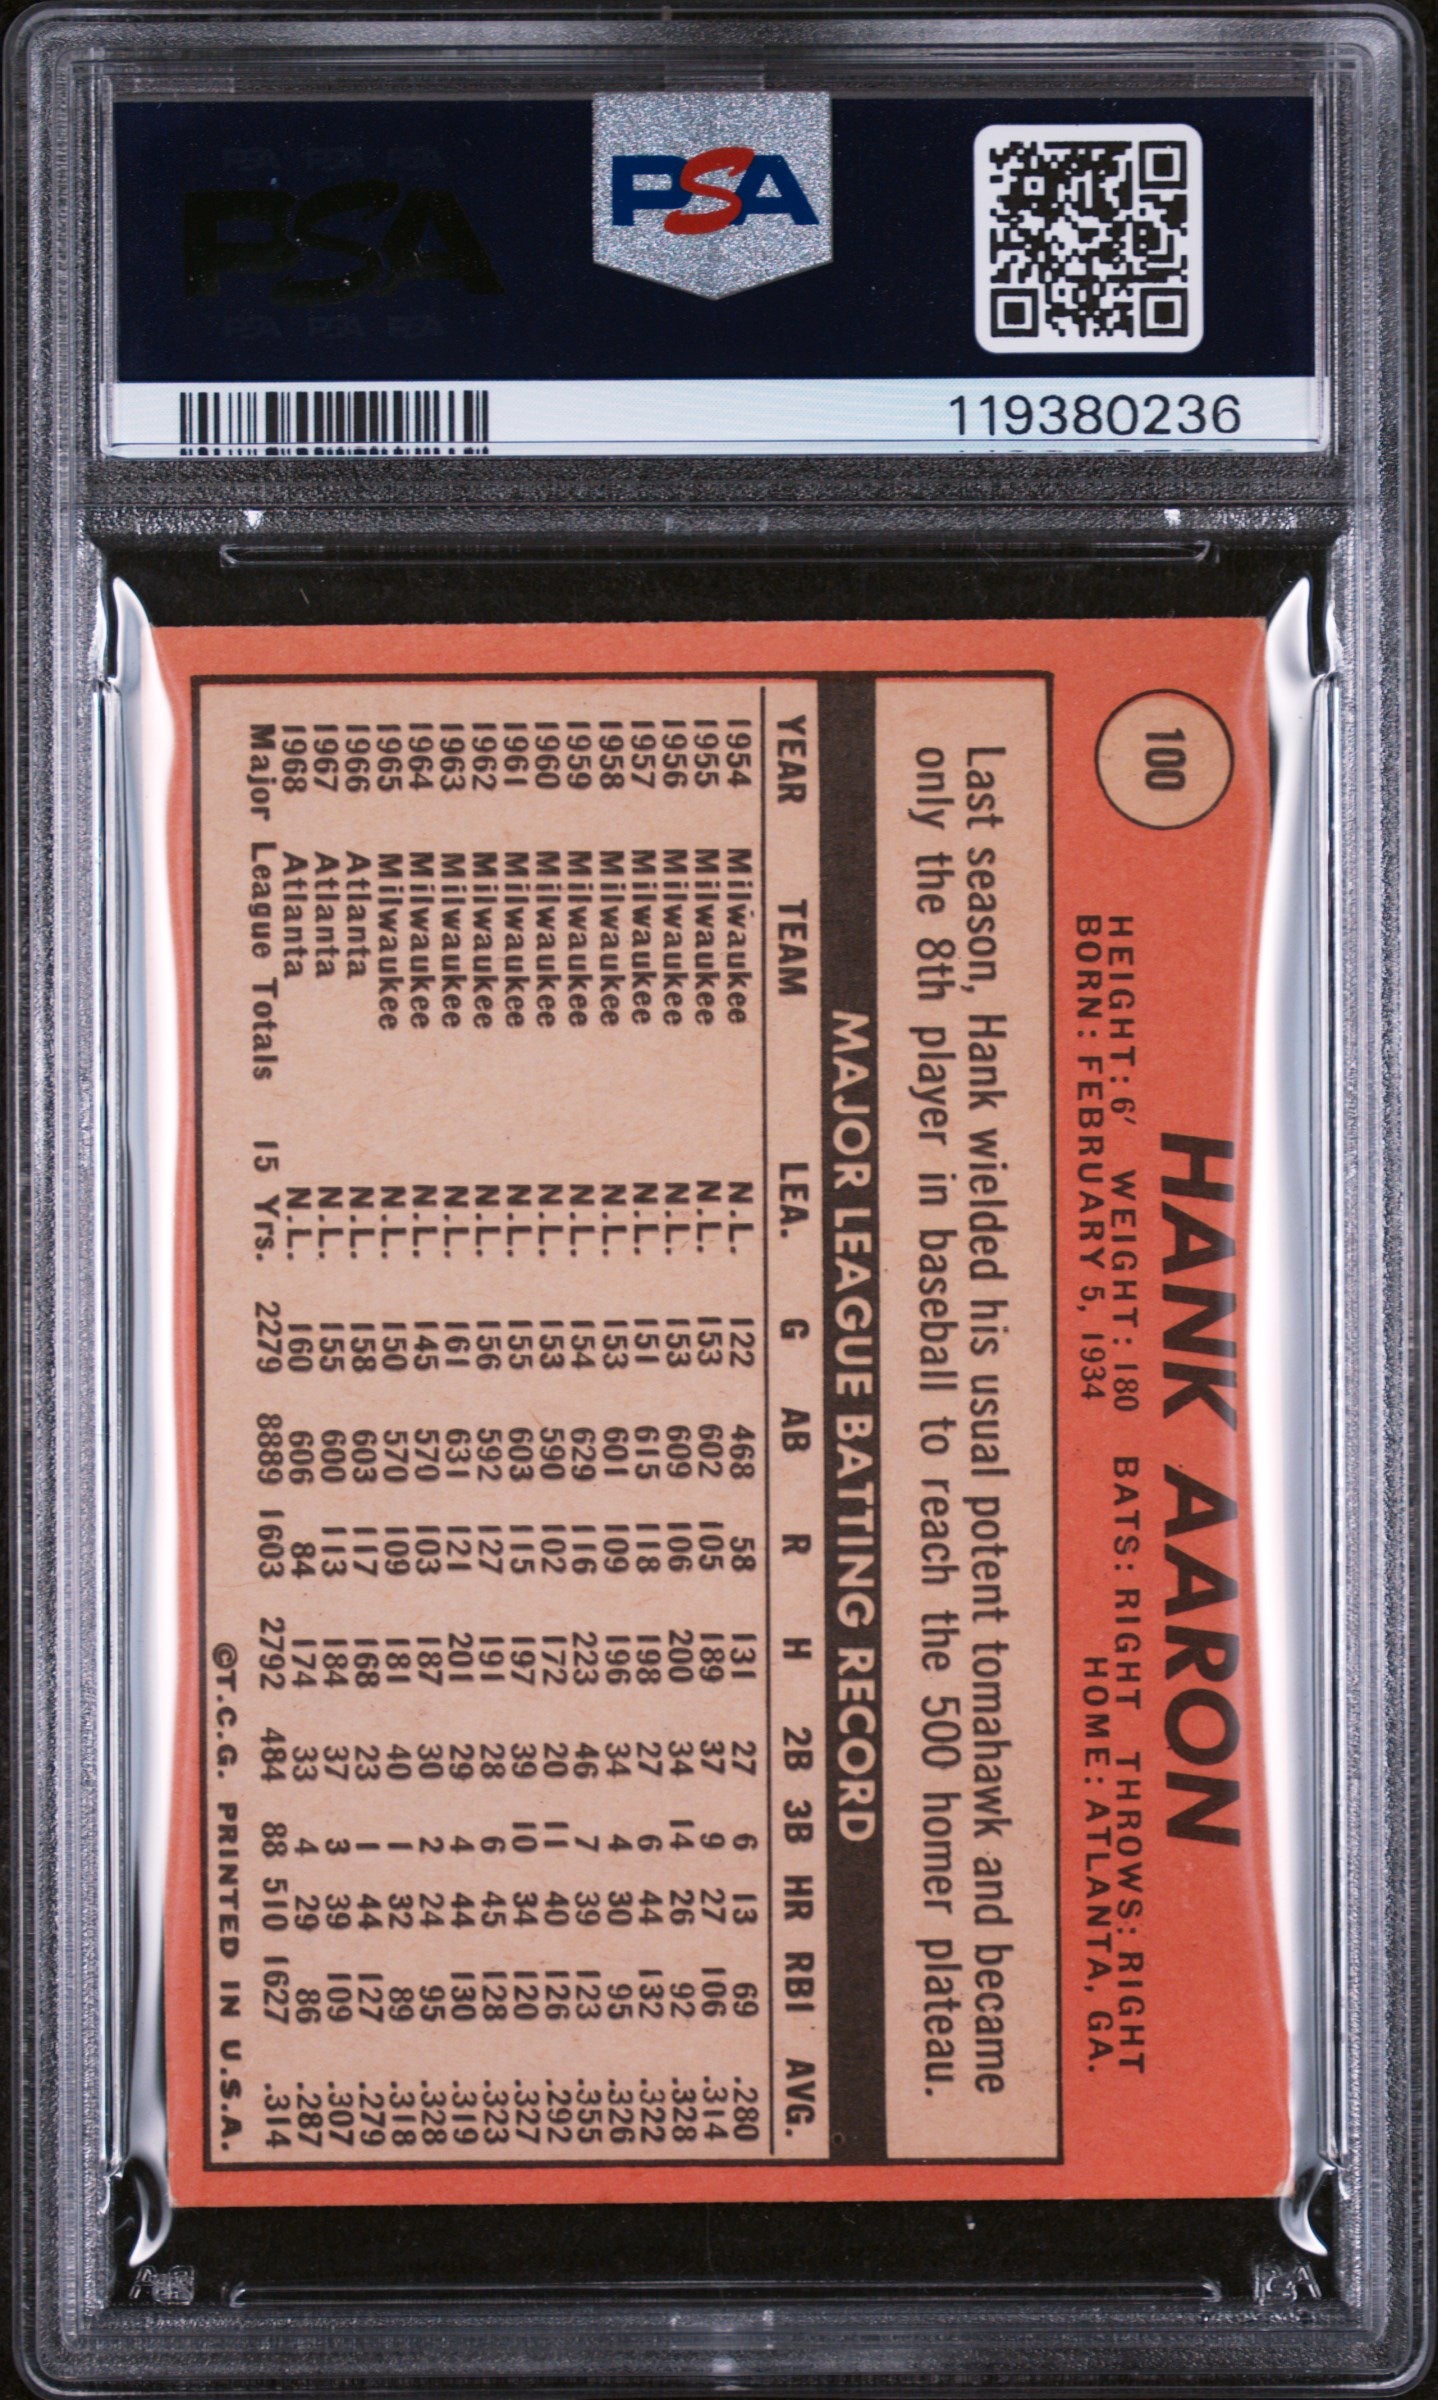 PSA
PSA
119380236
100
HANK AARON
HEIGHT: 6' WEIGHT: 180 BATS: RIGHT THROWS: RIGHT
BORN: FEBRUARY 5, 1934 HOME: ATLANTA, GA.
Last season, Hank wielded his usual potent tomahawk and became
only the 8th player in baseball to reach the 500 homer plateau.
MAJOR LEAGUE BATTING RECORD
YEAR TEAM LEA. G AB R H 2B 3B HR RBI AVG.
1954 Milwaukee N.L. 122 468 58 131 27 6 13 69 .280
1955 Milwaukee N.L. 153 602 105 189 37 9 27 106 .314
1956 Milwaukee N.L. 153 609 106 200 34 14 26 92 .328
1957 Milwaukee N.L. 151 615 118 198 27 6 44 132 .322
1958 Milwaukee N.L. 153 601 109 196 34 4 30 95 .326
1959 Milwaukee N.L. 154 629 116 223 46 7 39 123 .355
1960 Milwaukee N.L. 153 590 102 172 20 11 40 126 .292
1961 Milwaukee N.L. 155 603 115 197 39 10 34 120 .327
1962 Milwaukee N.L. 156 592 127 191 28 6 45 128 .323
1963 Milwaukee N.L. 161 631 121 201 29 4 44 130 .319
1964 Milwaukee N.L. 145 570 103 187 30 2 24 95 .328
1965 Milwaukee N.L. 150 570 109 181 40 1 32 89 .318
1966 Atlanta N.L. 158 603 117 168 23 1 44 127 .279
1967 Atlanta N.L. 155 600 113 184 37 3 39 109 .307
1968 Atlanta N.L. 160 606 84 174 33 4 29 86 .287
Major League Totals 15 Yrs. 2279 8889 1603 2792 484 88 510 1627 .314
©T.C.G. PRINTED IN U.S.A.